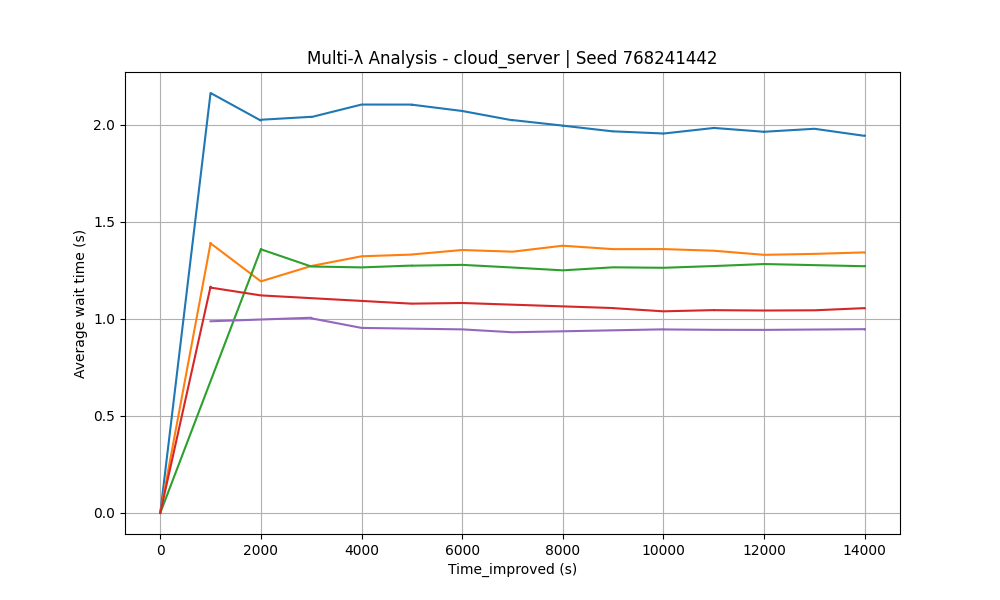 Multi-λ Analysis - cloud_server | Seed 768241442
Average wait time (s)
2.0
1.5
1.0
0.5
0.0
0 2000 4000 6000 8000 10000 12000 14000
Time_improved (s)